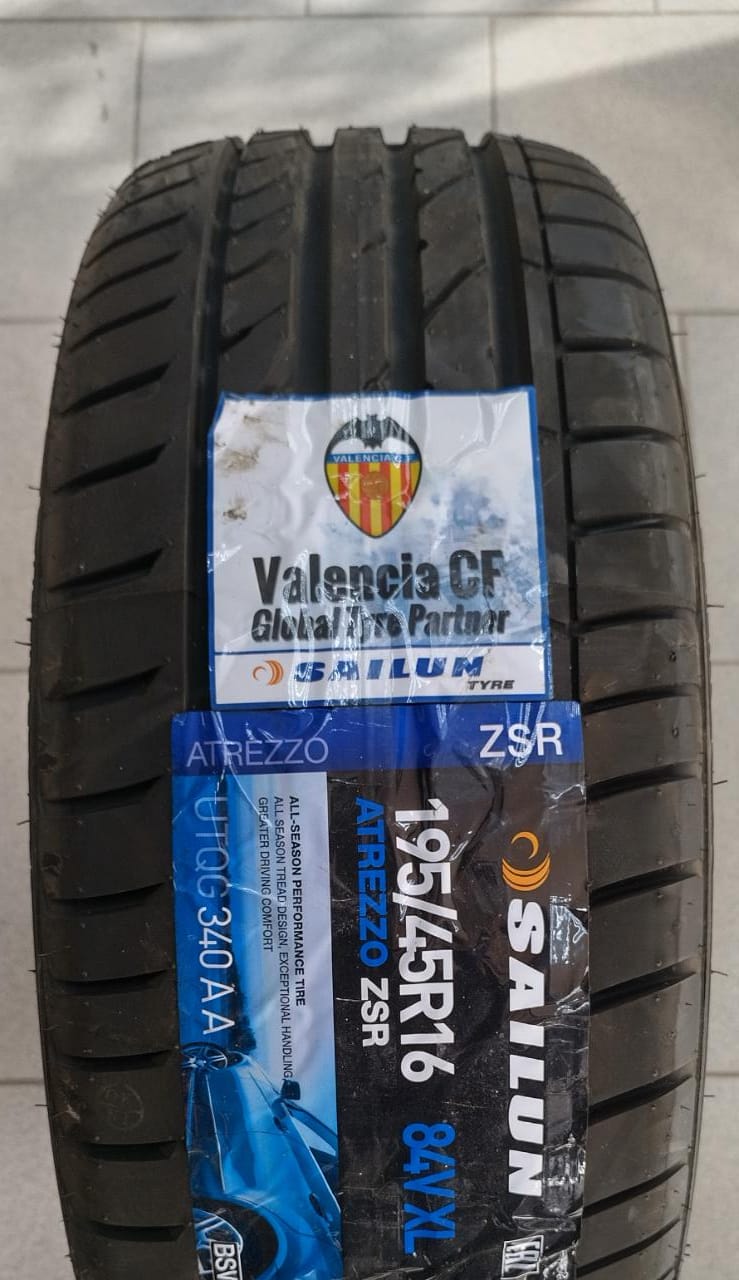 VALENCIA C.F
Valencia CF
Global Tyre Partner
SAILUN
TYRE
ATREZZO
ZSR
SAILUN
195/45R16 84V XL
ATREZZO ZSR
ALL-SEASON PERFORMANCE TIRE
ALL SEASON TREAD DESIGN, EXCEPTIONAL HANDLING,
GREATER DRIVING COMFORT
UTQG 340 A A
BSW